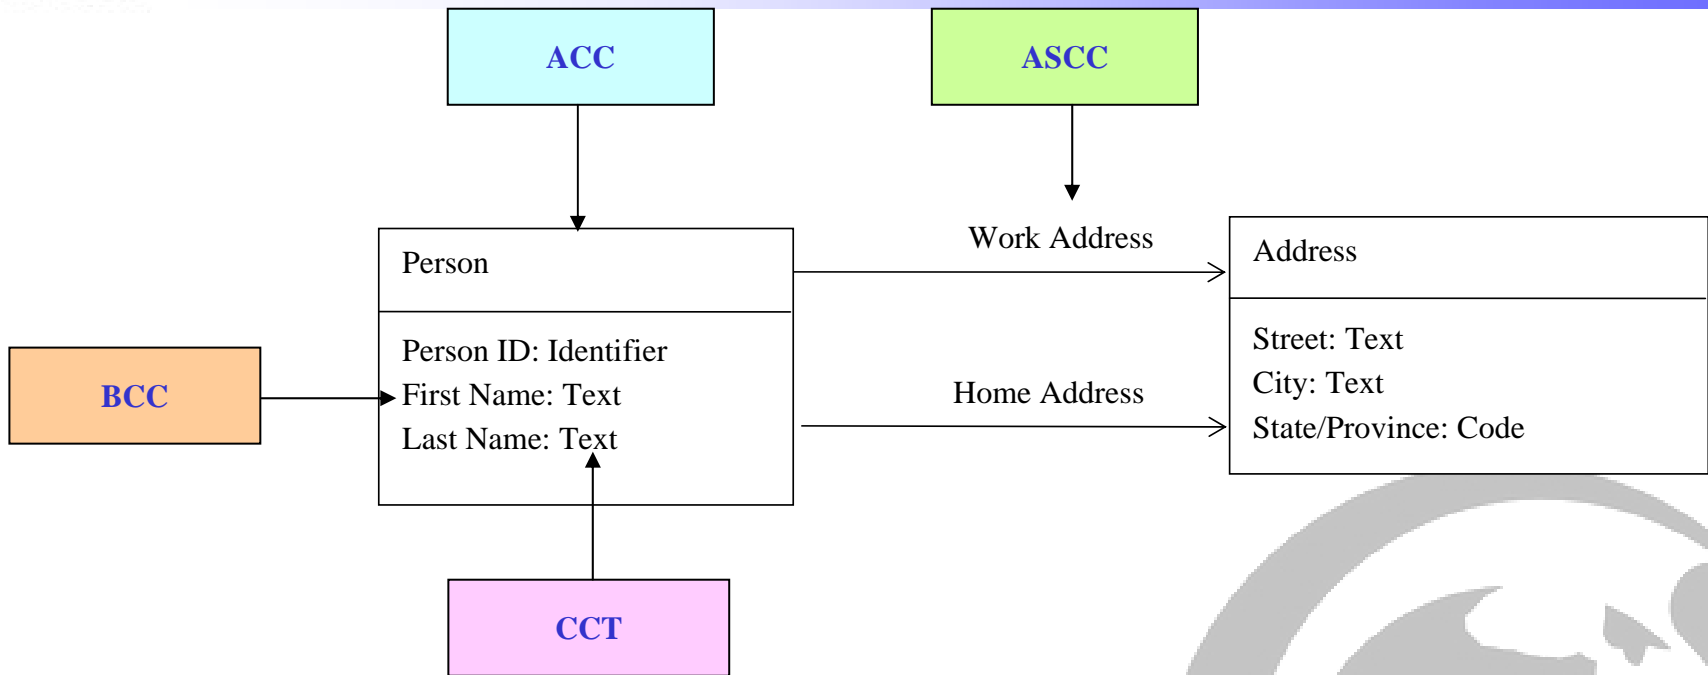 ACC
ASCC
Person
Work Address
Address
Person ID: Identifier
First Name: Text
Last Name: Text
BCC
Home Address
Street: Text
City: Text
State/Province: Code
CCT